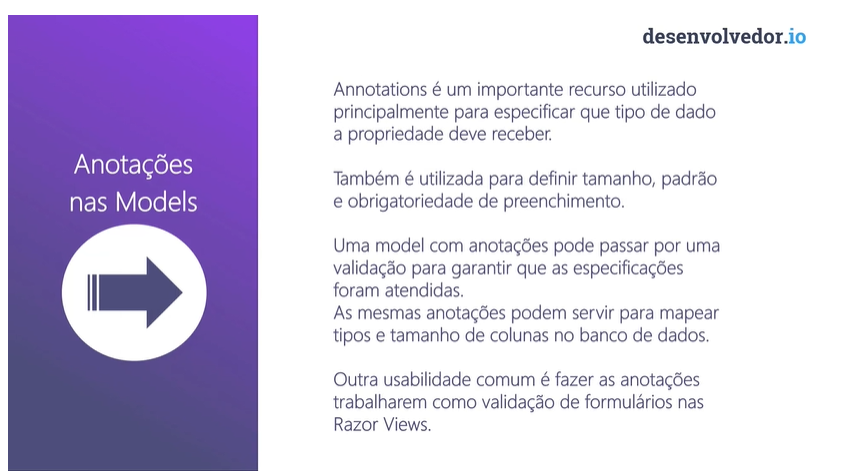 desenvolvedor.io
Anotações
nas Models
Annotations é um importante recurso utilizado
principalmente para especificar que tipo de dado
a propriedade deve receber.
Também é utilizada para definir tamanho, padrão
e obrigatoriedade de preenchimento.
Uma model com anotações pode passar por uma
validação para garantir que as especificações
foram atendidas.
As mesmas anotações podem servir para mapear
tipos e tamanho de colunas no banco de dados.
Outra usabilidade comum é fazer as anotações
trabalharem como validação de formulários nas
Razor Views.